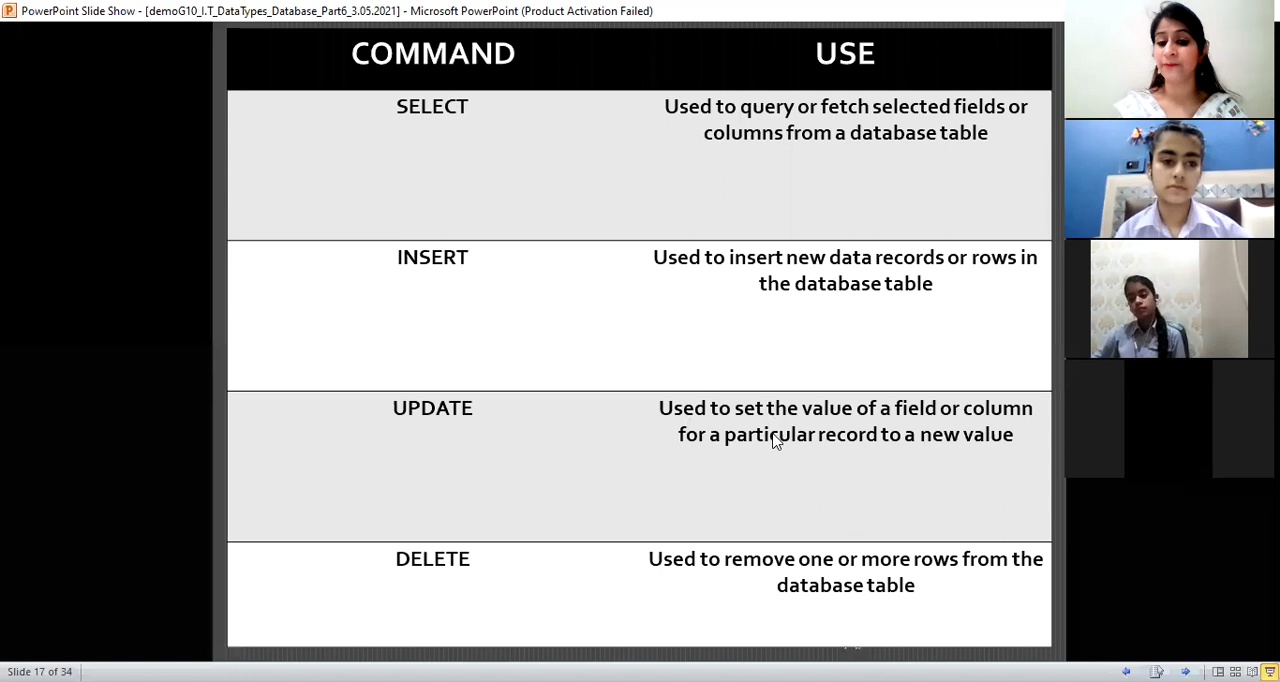 PowerPoint Slide Show - [demoG10_I.T_DataTypes_Database_Part6_3.05.2021] - Microsoft PowerPoint (Product Activation Failed)
COMMAND USE
SELECT Used to query or fetch selected fields or
columns from a database table
INSERT Used to insert new data records or rows in
the database table
UPDATE Used to set the value of a field or column
for a particular record to a new value
DELETE Used to remove one or more rows from the
database table
Slide 17 of 34